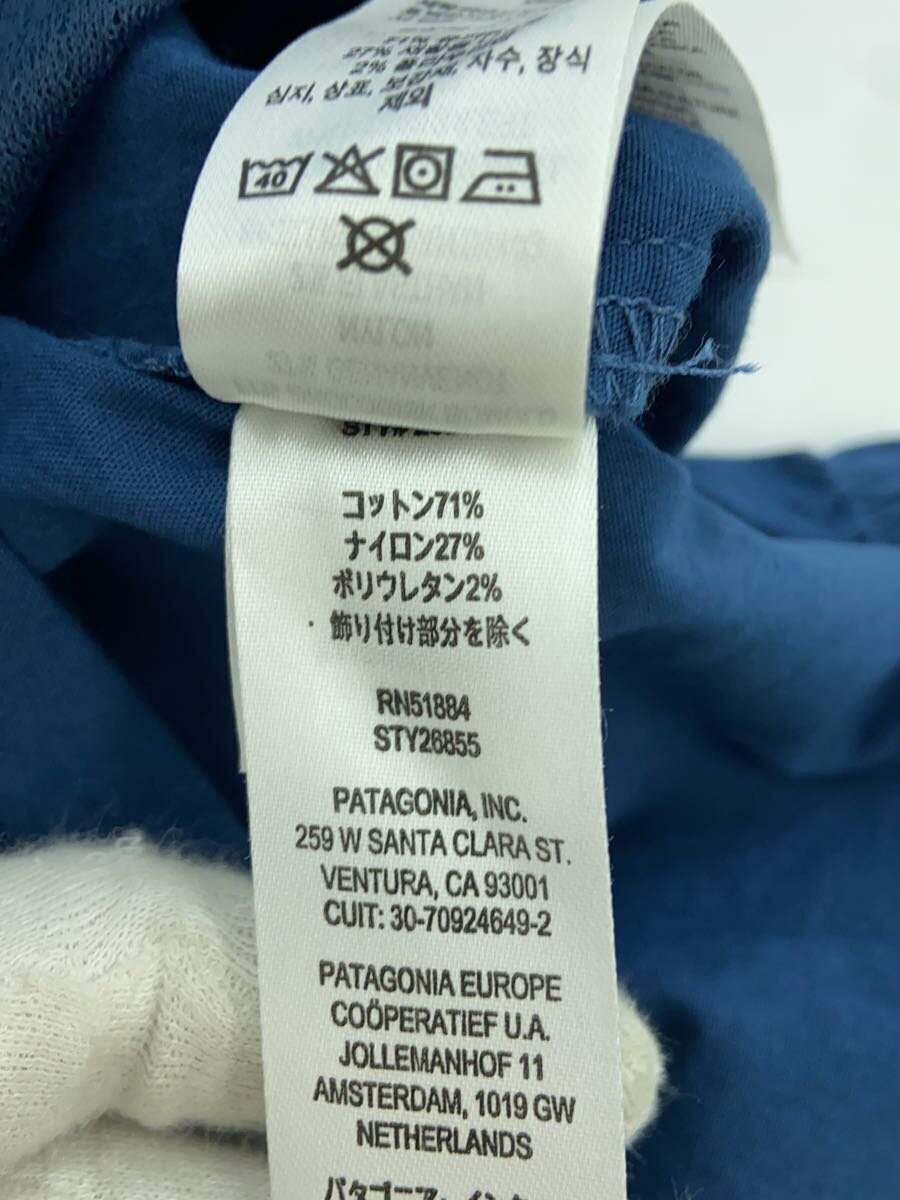 2% 폴리우레탄
심지, 상표, 보강재, 자수, 장식
제외
40
コットン71%
ナイロン27%
ポリウレタン2%
・飾り付け部分を除く
RN51884
STY26855
PATAGONIA, INC.
259 W SANTA CLARA ST.
VENTURA, CA 93001
CUIT: 30-70924649-2
PATAGONIA EUROPE
COÖPERATIEF U.A.
JOLLEMANHOF 11
AMSTERDAM, 1019 GW
NETHERLANDS